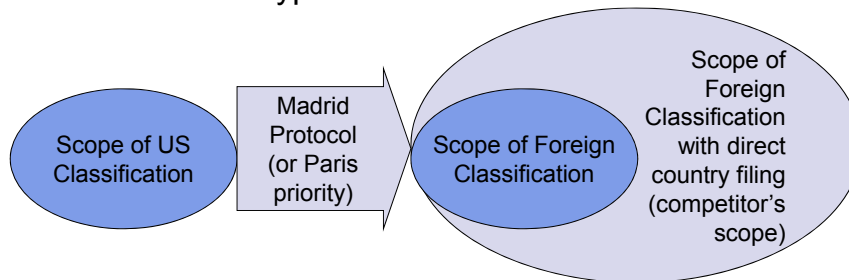 Scope of US
Classification
Madrid
Protocol
(or Paris
priority)
Scope of Foreign
Classification
Scope of
Foreign
Classification
with direct
country filing
(competitor's
scope)